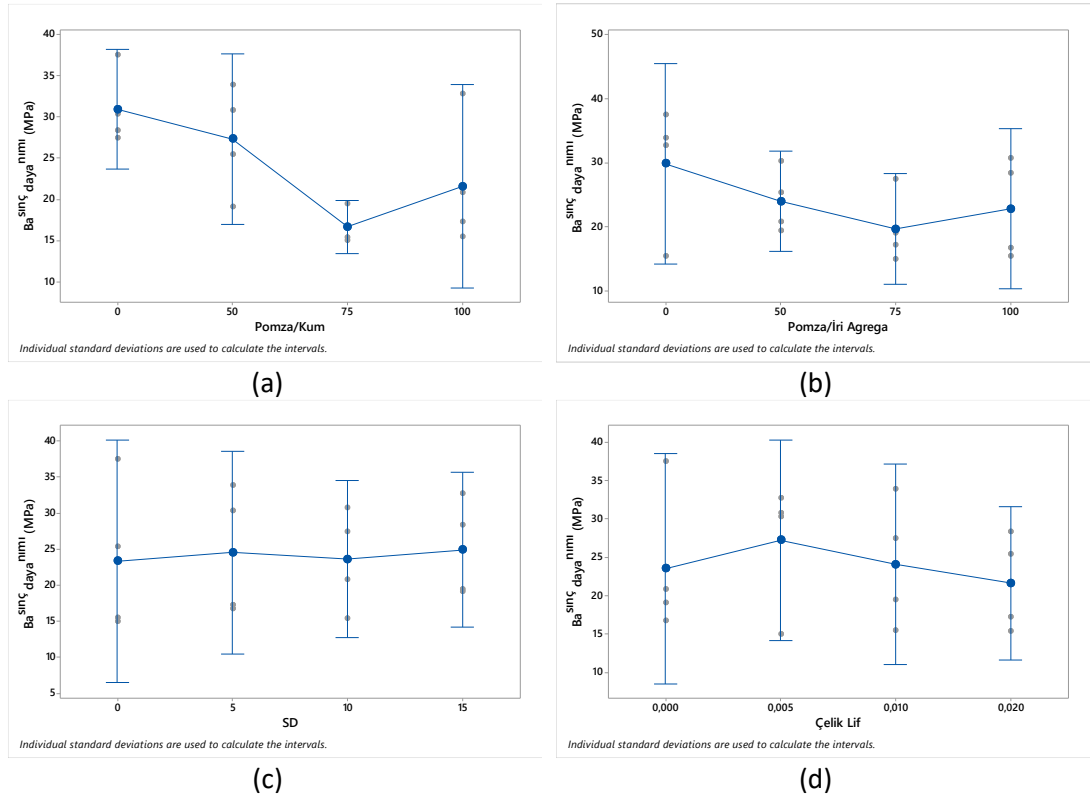 Basınç dayanımı (MPa)
40
35
30
25
20
15
10
0
50
75
100
Pomza/Kum
Individual standard deviations are used to calculate the intervals.
(a)
Basınç dayanımı (MPa)
50
40
30
20
10
0
50
75
100
Pomza/İri Agrega
Individual standard deviations are used to calculate the intervals.
(b)
Basınç dayanımı (MPa)
40
35
30
25
20
15
10
5
0
5
10
15
SD
Individual standard deviations are used to calculate the intervals.
(c)
Basınç dayanımı (MPa)
40
35
30
25
20
15
10
0,000
0,005
0,010
0,020
Çelik Lif
Individual standard deviations are used to calculate the intervals.
(d)